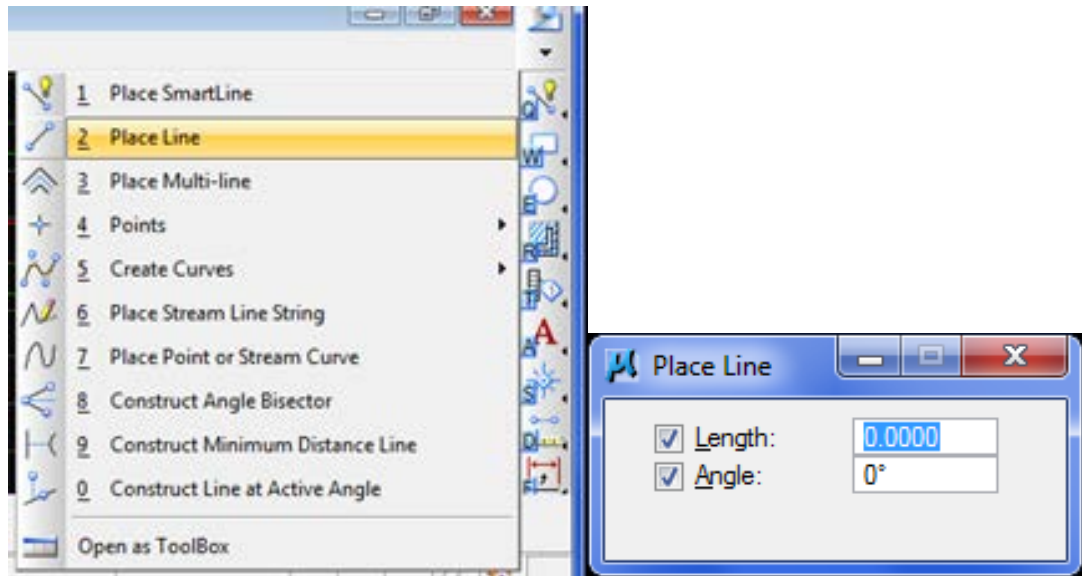 1 Place SmartLine
2 Place Line
3 Place Multi-line
4 Points
5 Create Curves
6 Place Stream Line String
7 Place Point or Stream Curve
8 Construct Angle Bisector
9 Construct Minimum Distance Line
0 Construct Line at Active Angle
Open as ToolBox
Q
W
E
R
T
A
S
D
F
Place Line
Length: 0.0000
Angle: 0°